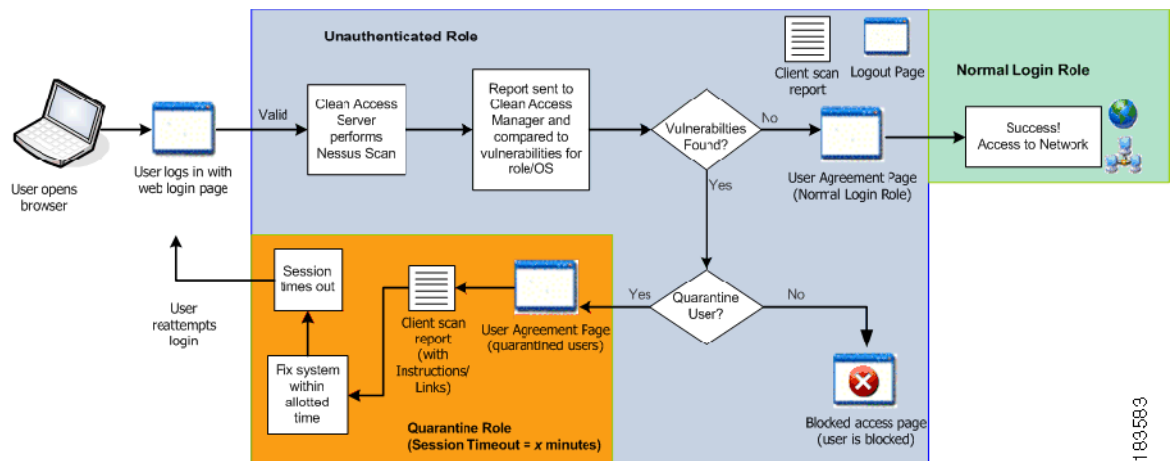 Unauthenticated Role
Client scan
report
Logout Page
Normal Login Role
Valid
Clean Access
Server
performs
Nessus Scan
Report sent to
Clean Access
Manager and
compared to
vulnerabilities for
role/OS
Vulnerabilties
Found?
No
Success!
Access to Network
User opens
browser
User logs in with
web login page
User Agreement Page
(Normal Login Role)
Yes
Session
times out
Client scan
report
(with
Instructions/
Links)
User Agreement Page
(quarantined users)
Yes
Quarantine
User?
No
User
reattempts
login
Fix system
within
allotted
time
Quarantine Role
(Session Timeout = x minutes)
Blocked access page
(user is blocked)
183583